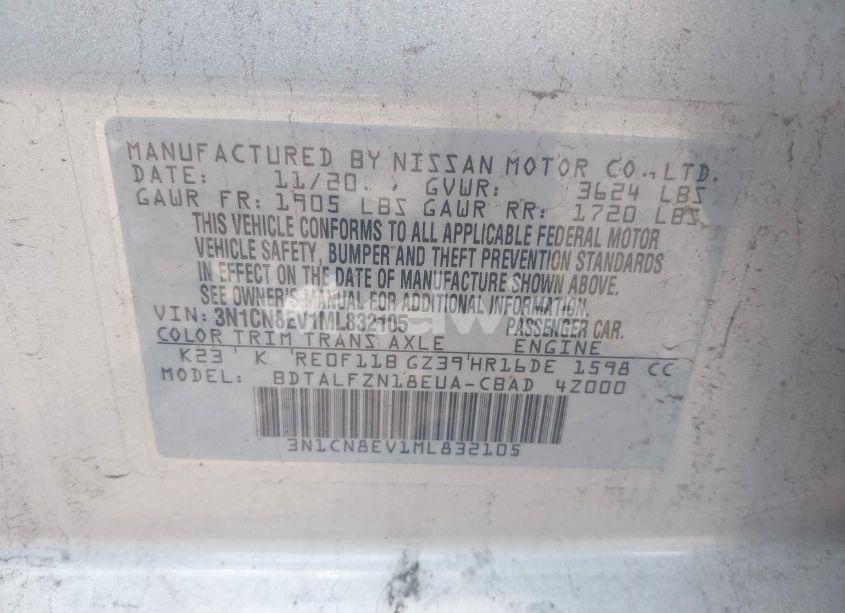 MANUFACTURED BY NISSAN MOTOR CO., LTD.
DATE: 11/20 GVWR: 3624 LBS
GAWR FR: 1905 LBS GAWR RR: 1720 LBS
THIS VEHICLE CONFORMS TO ALL APPLICABLE FEDERAL MOTOR
VEHICLE SAFETY, BUMPER AND THEFT PREVENTION STANDARDS
IN EFFECT ON THE DATE OF MANUFACTURE SHOWN ABOVE.
SEE OWNER'S MANUAL FOR ADDITIONAL INFORMATION.
VIN: 3N1CN8EV1ML832105 PASSENGER CAR.
COLOR TRIM TRANS AXLE ENGINE
K23 K RE0F11B GZ39 HR16DE 1598 CC
MODEL: BDTALFZN18EUA-CBAD 4Z000
3N1CN8EV1ML832105